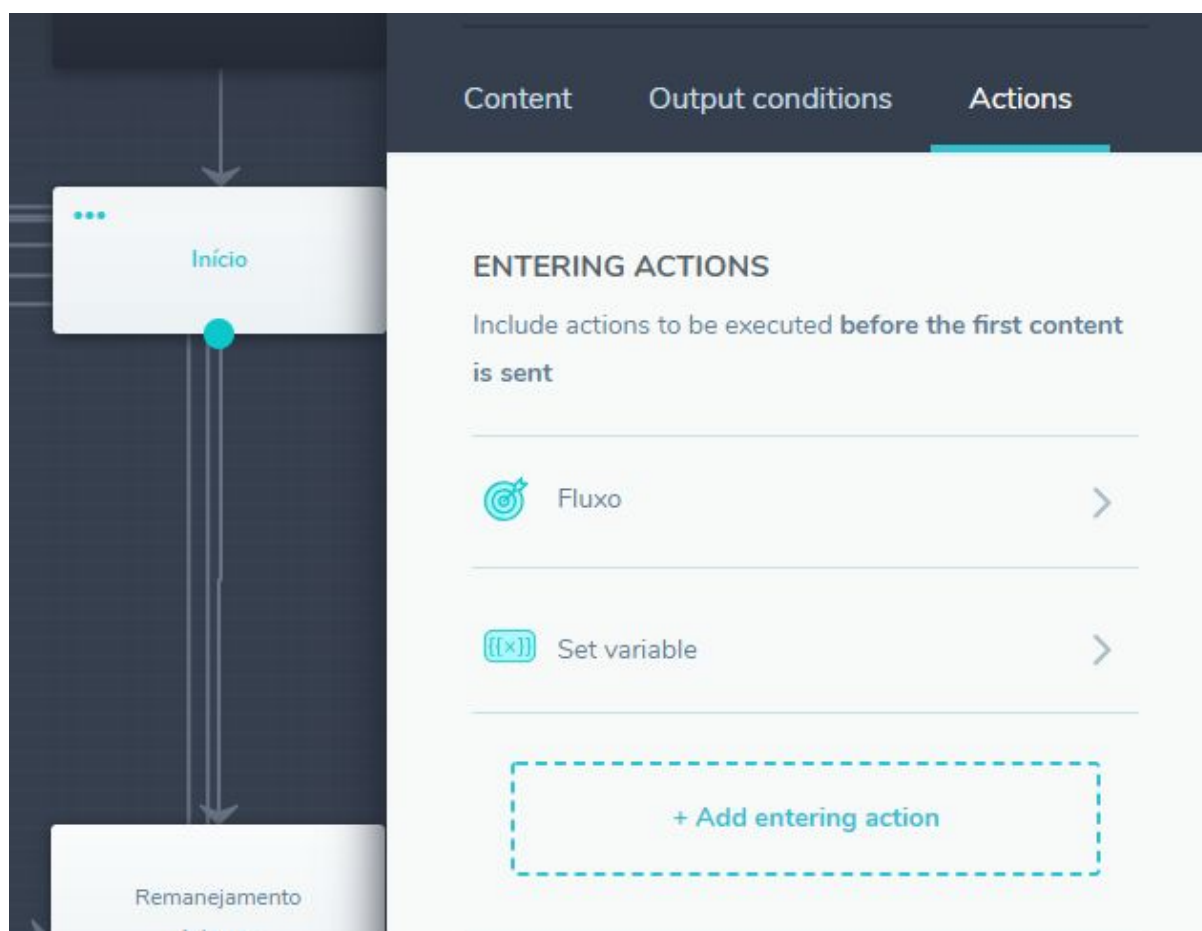 Content Output conditions Actions
Início
ENTERING ACTIONS
Include actions to be executed before the first content
is sent
Fluxo
{{×}} Set variable
+ Add entering action
Remanejamento